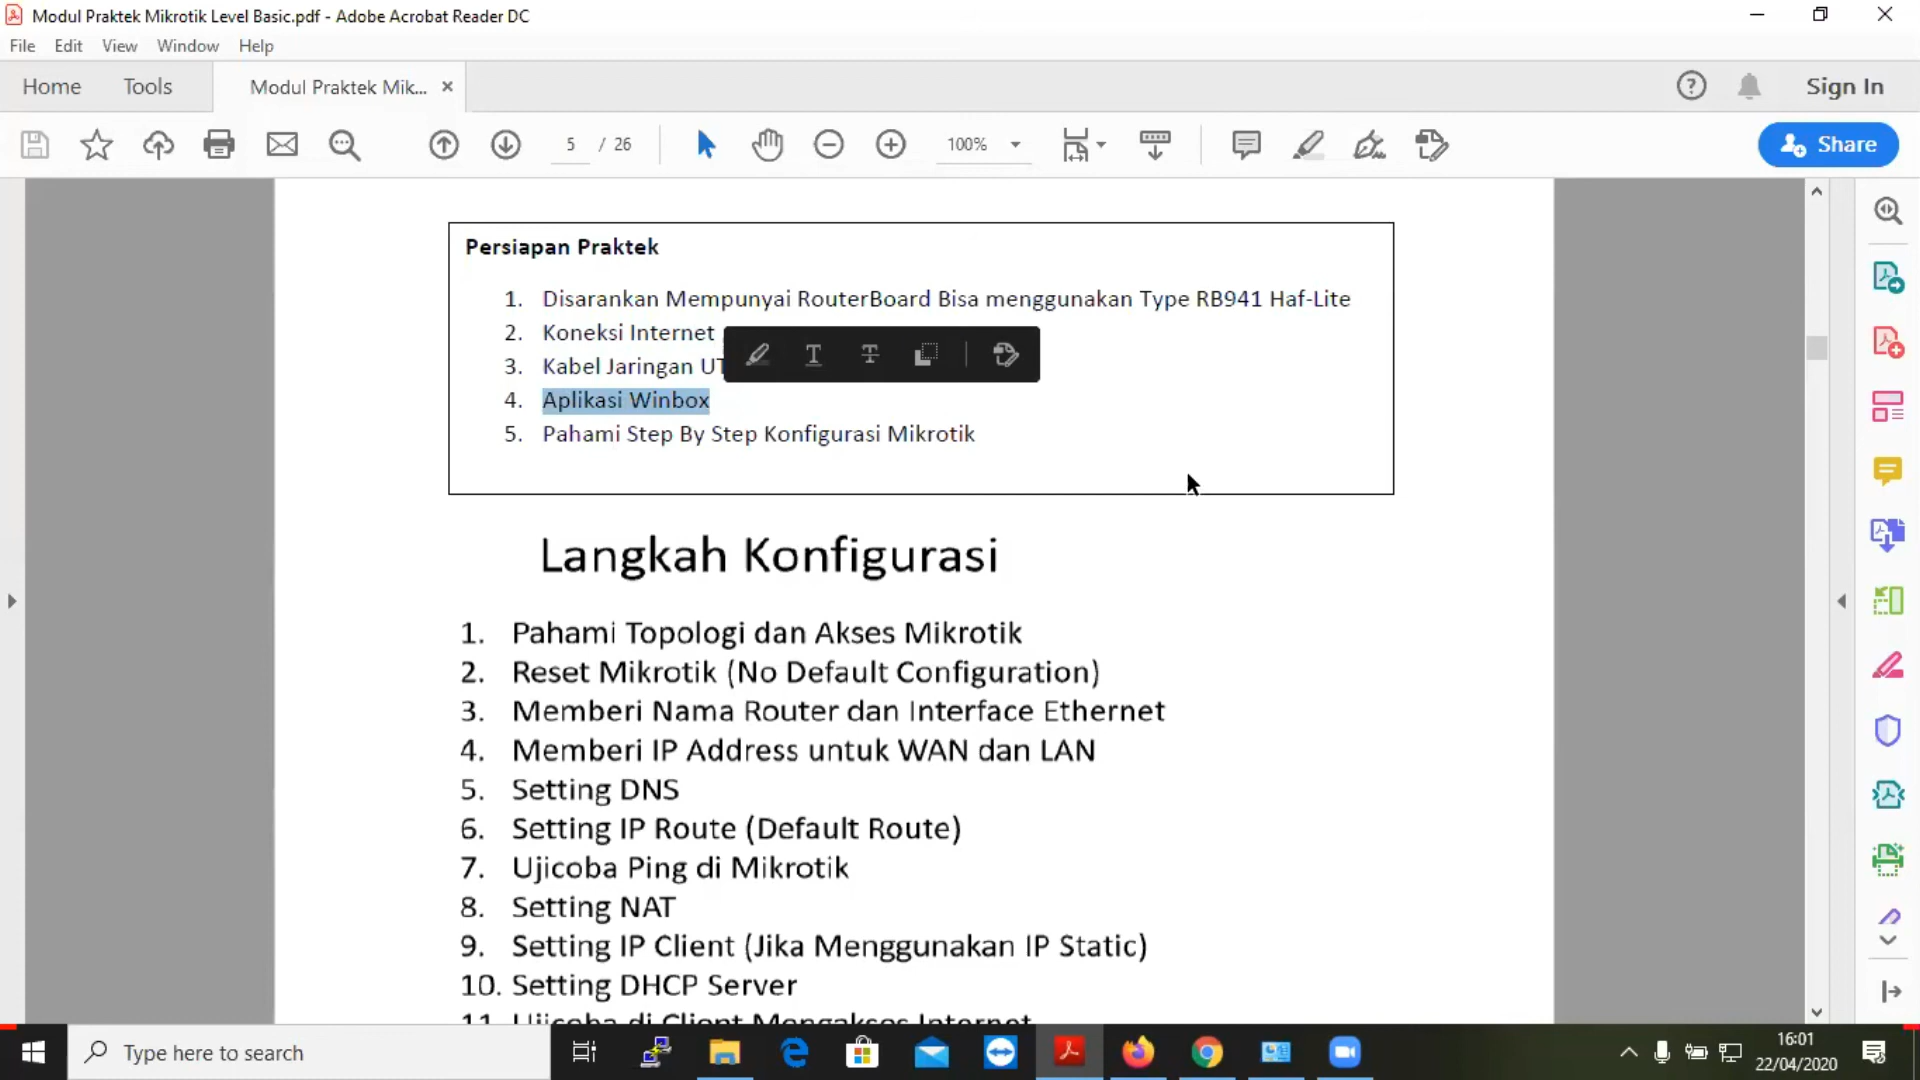 Modul Praktek Mikrotik Level Basic.pdf - Adobe Acrobat Reader DC
File Edit View Window Help
Home Tools Modul Praktek Mik... Sign In
5 / 26 100% Share
Persiapan Praktek
1. Disarankan Mempunyai RouterBoard Bisa menggunakan Type RB941 Haf-Lite
2. Koneksi Internet
3. Kabel Jaringan UT
4. Aplikasi Winbox
5. Pahami Step By Step Konfigurasi Mikrotik
Langkah Konfigurasi
1. Pahami Topologi dan Akses Mikrotik
2. Reset Mikrotik (No Default Configuration)
3. Memberi Nama Router dan Interface Ethernet
4. Memberi IP Address untuk WAN dan LAN
5. Setting DNS
6. Setting IP Route (Default Route)
7. Ujicoba Ping di Mikrotik
8. Setting NAT
9. Setting IP Client (Jika Menggunakan IP Static)
10. Setting DHCP Server
11. Ujicoba di Client Mengakses Internet
Type here to search
16:01
22/04/2020